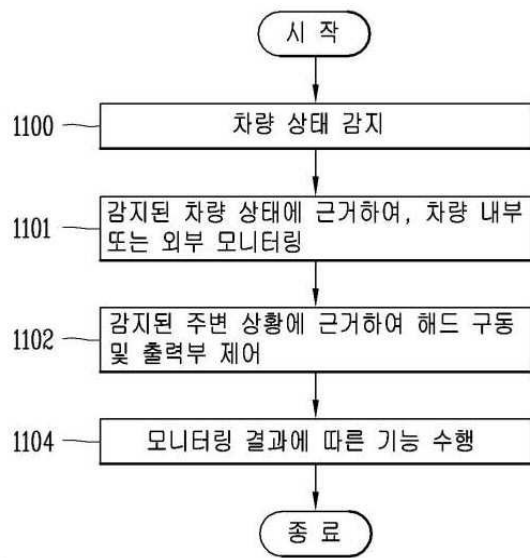 시 작
1100
차량 상태 감지
1101
감지된 차량 상태에 근거하여, 차량 내부
또는 외부 모니터링
1102
감지된 주변 상황에 근거하여 해드 구동
및 출력부 제어
1104
모니터링 결과에 따른 기능 수행
종 료